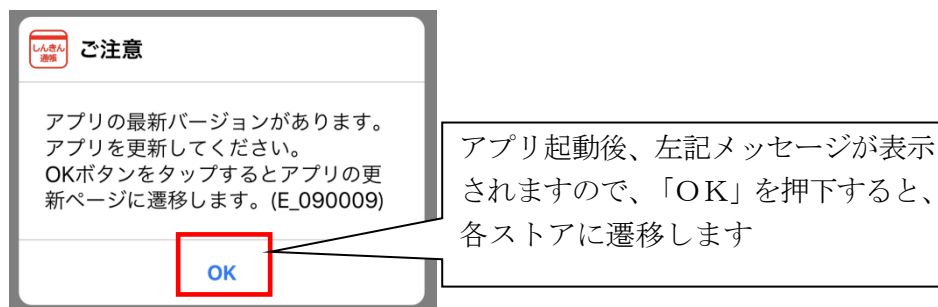 しんきん
通帳
ご注意
アプリの最新バージョンがあります。
アプリを更新してください。
OKボタンをタップするとアプリの更
新ページに遷移します。(E_090009)
OK
アプリ起動後、左記メッセージが表示
されますので、「ＯＫ」を押下すると、
各ストアに遷移します